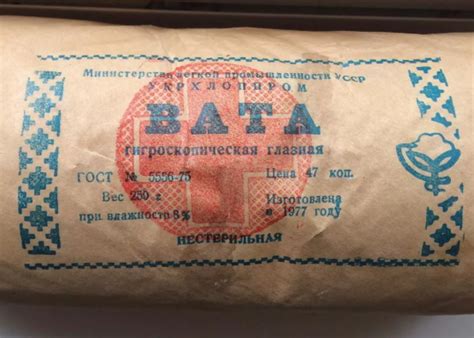 Министерство легкой промышленности УССР
УКРХЛОППРОМ
ВАТА
гигроскопическая глазная
ГОСТ № 5556-75 Цена 47 коп.
Вес 250 г Изготовлена
при влажности 8% в 1977 году
НЕСТЕРИЛЬНАЯ